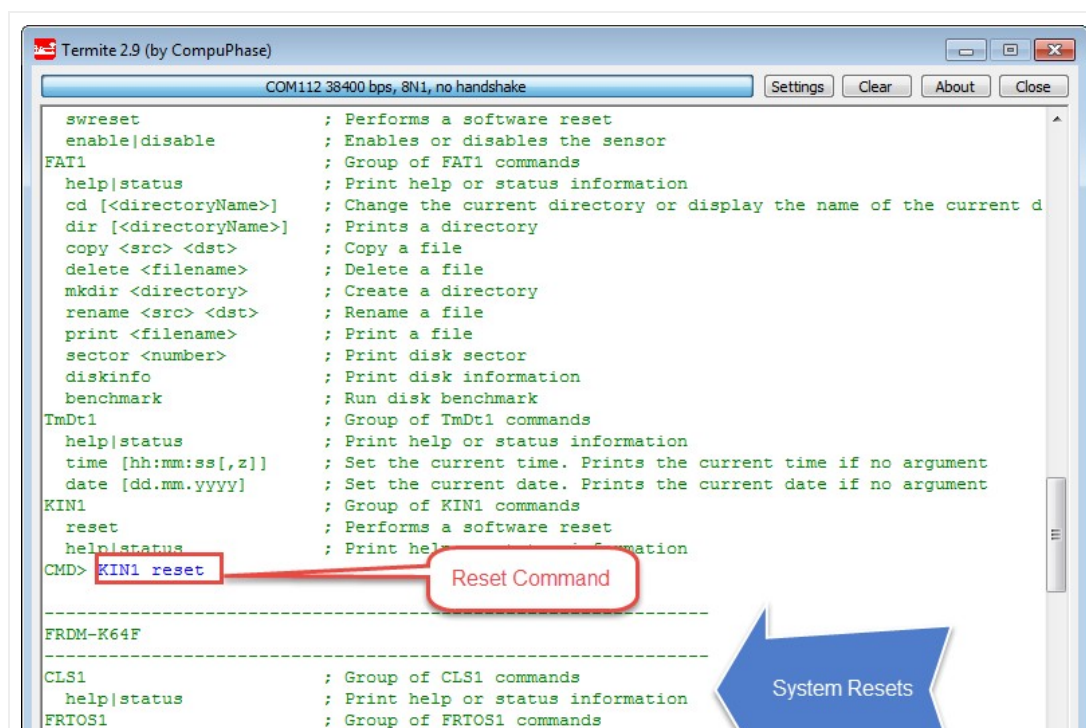 Termite 2.9 (by CompuPhase)
COM112 38400 bps, 8N1, no handshake
Settings
Clear
About
Close
swreset ; Performs a software reset
enable|disable ; Enables or disables the sensor
FAT1 ; Group of FAT1 commands
help|status ; Print help or status information
cd [<directoryName>] ; Change the current directory or display the name of the current d
dir [<directoryName>] ; Prints a directory
copy <src> <dst> ; Copy a file
delete <filename> ; Delete a file
mkdir <directory> ; Create a directory
rename <src> <dst> ; Rename a file
print <filename> ; Print a file
sector <number> ; Print disk sector
diskinfo ; Print disk information
benchmark ; Run disk benchmark
TmDt1 ; Group of TmDt1 commands
help|status ; Print help or status information
time [hh:mm:ss[,z]] ; Set the current time. Prints the current time if no argument
date [dd.mm.yyyy] ; Set the current date. Prints the current date if no argument
KIN1 ; Group of KIN1 commands
reset ; Performs a software reset
help|status ; Print
CMD> KIN1 reset
Reset Command
--------------------------------------------------------------
FRDM-K64F
--------------------------------------------------------------
CLS1 ; Group of CLS1 commands
help|status ; Print help or status information
System Resets
FRTOS1 ; Group of FRTOS1 commands